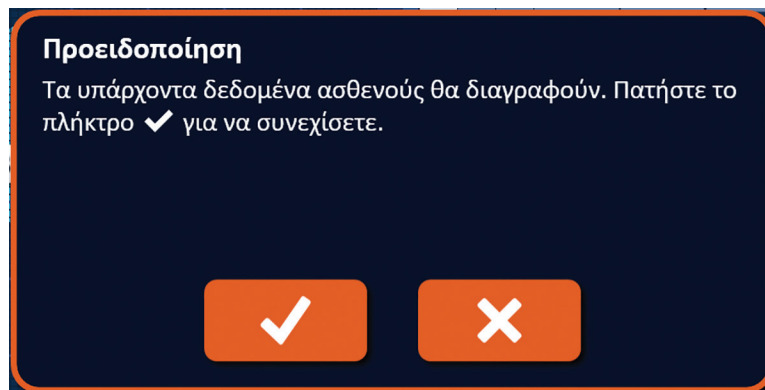 Προειδοποίηση
Τα υπάρχοντα δεδομένα ασθενούς θα διαγραφούν. Πατήστε το
πλήκτρο ✔ για να συνεχίσετε.